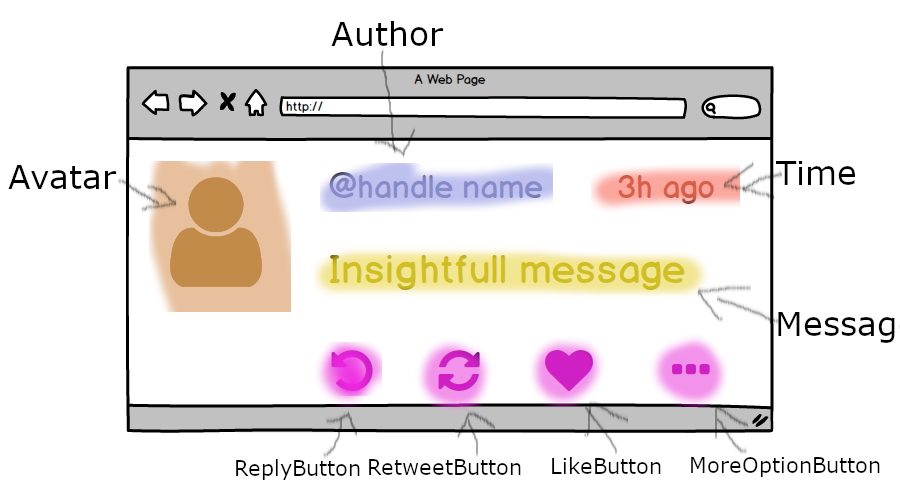 Author
A Web Page
http://
Avatar
@handle name
3h ago
Time
Insightfull message
Messag
ReplyButton
RetweetButton
LikeButton
MoreOptionButton